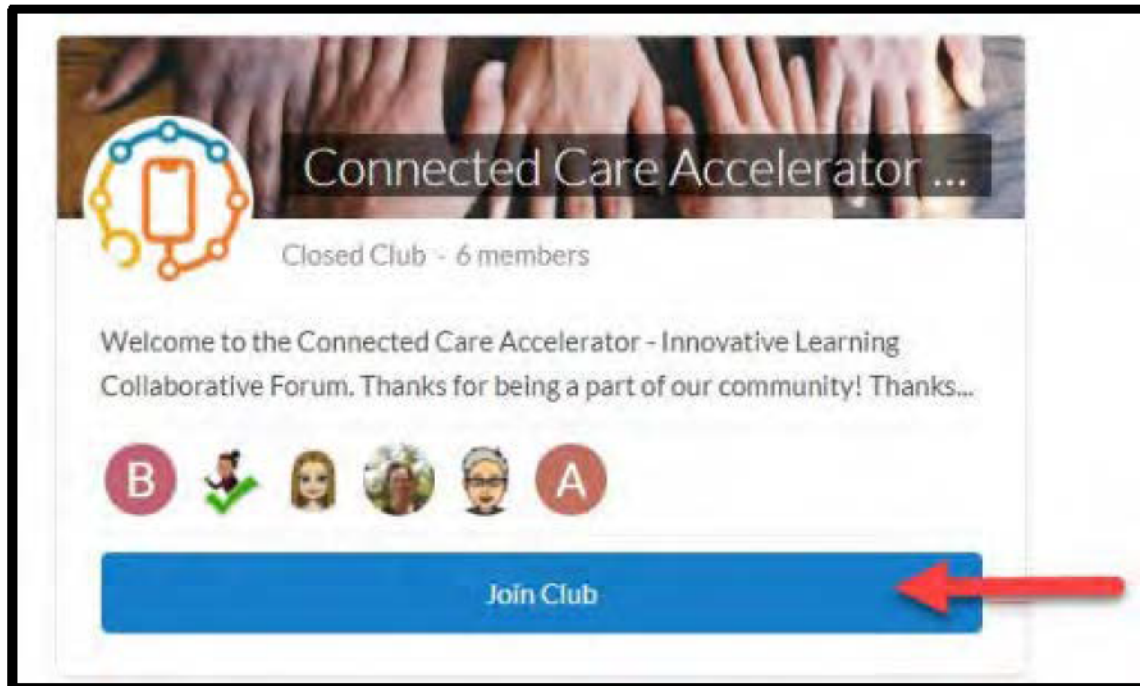 Connected Care Accelerator ...
Closed Club - 6 members
Welcome to the Connected Care Accelerator - Innovative Learning
Collaborative Forum. Thanks for being a part of our community! Thanks...
B
A
Join Club